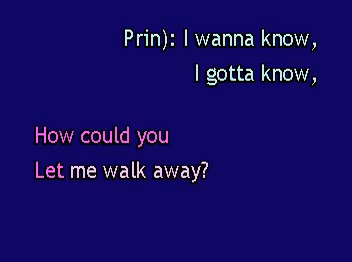 Prin): I wanna know,
I gotta know,
How could you
Let me walk away?